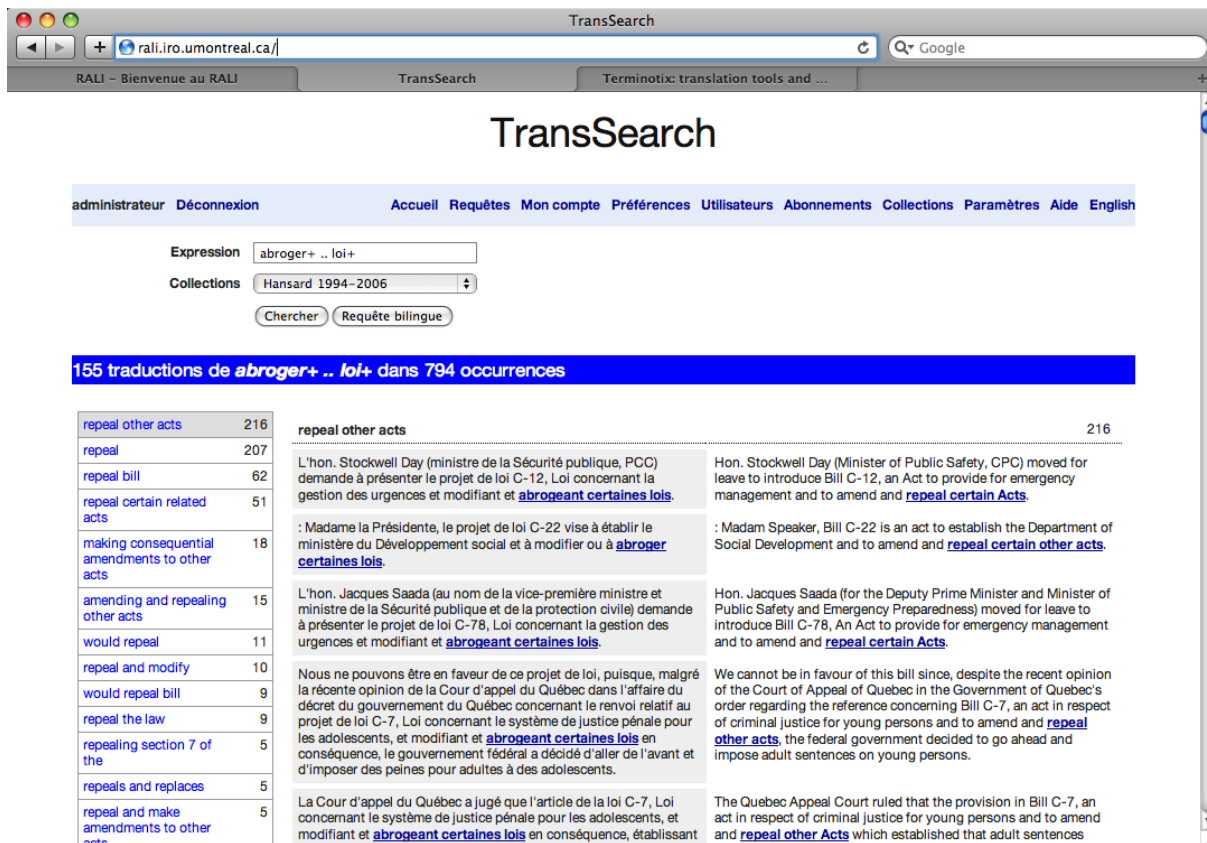 TransSearch
rali.iro.umontreal.ca/
Google
RALI – Bienvenue au RALI
TransSearch
Terminotix: translation tools and ...
TransSearch
administrateur Déconnexion Accueil Requêtes Mon compte Préférences Utilisateurs Abonnements Collections Paramètres Aide English
Expression abroger+ .. loi+
Collections Hansard 1994-2006
Chercher Requête bilingue
155 traductions de abroger+ .. loi+ dans 794 occurrences
repeal other acts 216
repeal 207
repeal bill 62
repeal certain related
acts 51
making consequential
amendments to other
acts 18
amending and repealing
other acts 15
would repeal 11
repeal and modify 10
would repeal bill 9
repeal the law 9
repealing section 7 of
the 5
repeals and replaces 5
repeal and make
amendments to other
acts 5
repeal other acts 216
L'hon. Stockwell Day (ministre de la Sécurité publique, PCC)
demande à présenter le projet de loi C-12, Loi concernant la
gestion des urgences et modifiant et abrogeant certaines lois.
Hon. Stockwell Day (Minister of Public Safety, CPC) moved for
leave to introduce Bill C-12, an Act to provide for emergency
management and to amend and repeal certain Acts.
: Madame la Présidente, le projet de loi C-22 vise à établir le
ministère du Développement social et à modifier ou à abroger
certaines lois.
: Madam Speaker, Bill C-22 is an act to establish the Department of
Social Development and to amend and repeal certain other acts.
L'hon. Jacques Saada (au nom de la vice-première ministre et
ministre de la Sécurité publique et de la protection civile) demande
à présenter le projet de loi C-78, Loi concernant la gestion des
urgences et modifiant et abrogeant certaines lois.
Hon. Jacques Saada (for the Deputy Prime Minister and Minister of
Public Safety and Emergency Preparedness) moved for leave to
introduce Bill C-78, An Act to provide for emergency management
and to amend and repeal certain Acts.
Nous ne pouvons être en faveur de ce projet de loi, puisque, malgré
la récente opinion de la Cour d'appel du Québec dans l'affaire du
décret du gouvernement du Québec concernant le renvoi relatif au
projet de loi C-7, Loi concernant le système de justice pénale pour
les adolescents, et modifiant et abrogeant certaines lois en
conséquence, le gouvernement fédéral a décidé d'aller de l'avant et
d'imposer des peines pour adultes à des adolescents.
We cannot be in favour of this bill since, despite the recent opinion
of the Court of Appeal of Quebec in the Government of Quebec's
order regarding the reference concerning Bill C-7, an act in respect
of criminal justice for young persons and to amend and repeal
other acts, the federal government decided to go ahead and
impose adult sentences on young persons.
La Cour d'appel du Québec a jugé que l'article de la loi C-7, Loi
concernant le système de justice pénale pour les adolescents, et
modifiant et abrogeant certaines lois en conséquence, établissant
The Quebec Appeal Court ruled that the provision in Bill C-7, an
act in respect of criminal justice for young persons and to amend
and repeal other Acts which established that adult sentences